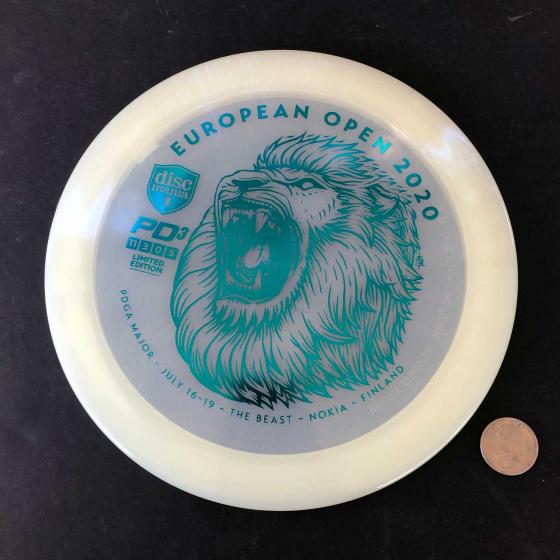 EUROPEAN OPEN 2020
disc
mania
PD3
11 3 0 5
LIMITED
EDITION
PDGA MAJOR - JULY 16-19 - THE BEAST - NOKIA - FINLAND